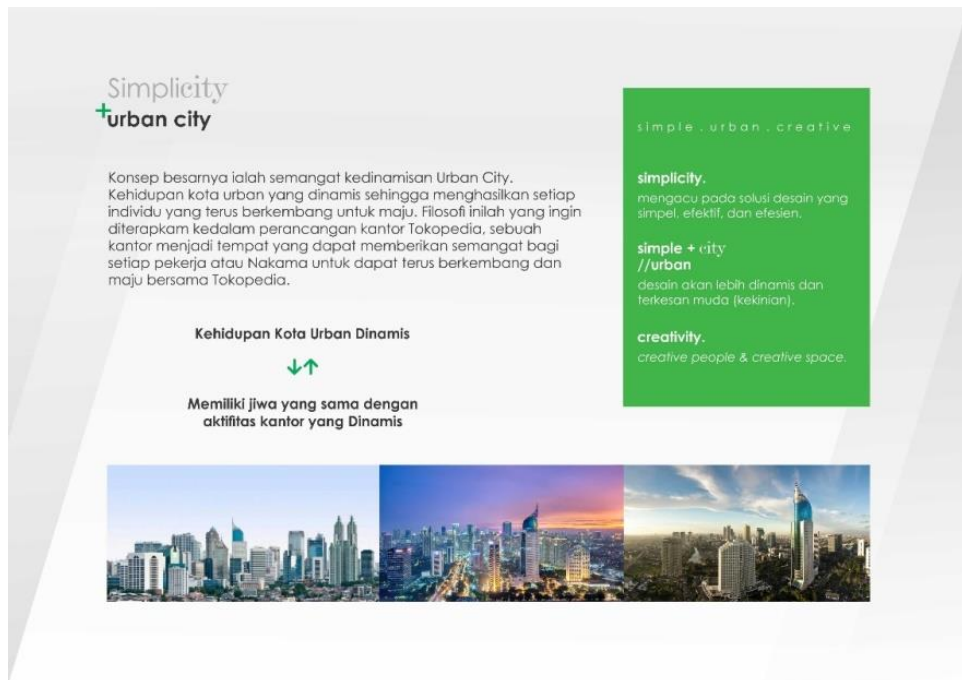 Simplicity
+urban city
Konsep besarnya ialah semangat kedinamisan Urban City.
Kehidupan kota urban yang dinamis sehingga menghasilkan setiap
individu yang terus berkembang untuk maju. Filosofi inilah yang ingin
diterapkam kedalam perancangan kantor Tokopedia, sebuah
kantor menjadi tempat yang dapat memberikan semangat bagi
setiap pekerja atau Nakama untuk dapat terus berkembang dan
maju bersama Tokopedia.
Kehidupan Kota Urban Dinamis
↓↑
Memiliki jiwa yang sama dengan
aktifitas kantor yang Dinamis
simple . urban . creative
simplicity.
mengacu pada solusi desain yang
simpel, efektif, dan efesien.
simple + city
//urban
desain akan lebih dinamis dan
terkesan muda (kekinian).
creativity.
creative people & creative space.